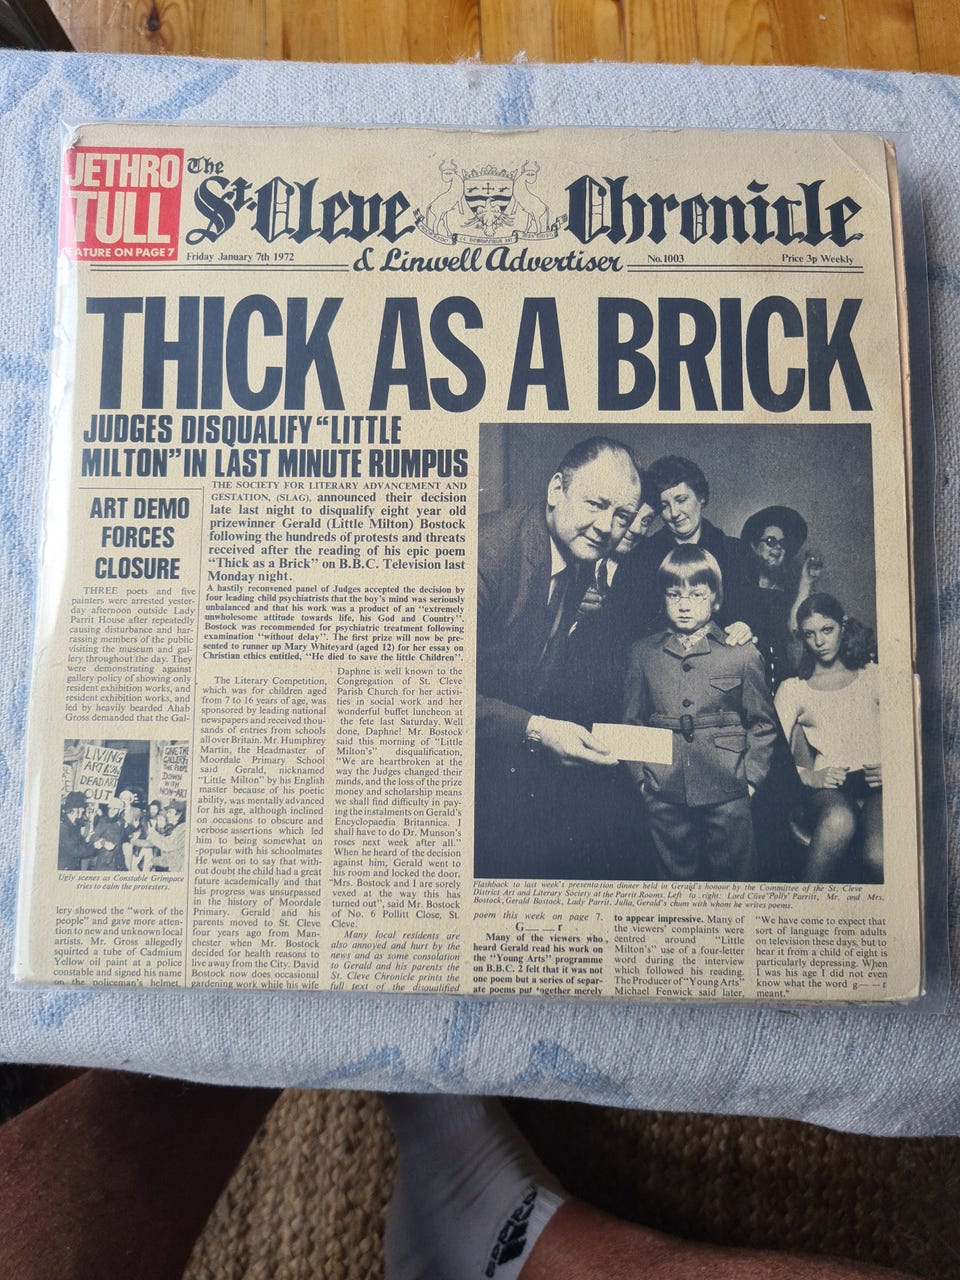 JETHRO
TULL
FEATURE ON PAGE 7
The
St. Cleve Chronicle
Friday January 7th 1972
& Linwell Advertiser
No.1003
Price 3p Weekly
THICK AS A BRICK
JUDGES DISQUALIFY “LITTLE
MILTON” IN LAST MINUTE RUMPUS
ART DEMO
FORCES
CLOSURE
THREE poets and five
painters were arrested yester-
day afternoon outside Lady
Parrit House after repeatedly
causing disturbance and har-
rassing members of the public
visiting the museum and gal-
lery throughout the day. They
were demonstrating against
gallery policy of showing only
resident exhibition works, and
resident exhibition works, and
led by heavily bearded Ahab
Gross demanded that the Gal-
LIVING
ART
DEAD ART
OUT
GIVE THE
GALLERY
DOWN
WITH
NON-ART
Ugly scenes as Constable Grimpace
tries to calm the protesters.
lery showed the “work of the
people” and gave more atten-
tion to new and unknown local
artists. Mr. Gross allegedly
squirted a tube of Cadmium
Yellow oil paint at a police
constable and signed his name
on the policeman's helmet.
THE SOCIETY FOR LITERARY ADVANCEMENT AND
GESTATION, (SLAG), announced their decision
late last night to disqualify eight year old
prizewinner Gerald (Little Milton) Bostock
following the hundreds of protests and threats
received after the reading of his epic poem
“Thick as a Brick” on B.B.C. Television last
Monday night.
A hastily reconvened panel of Judges accepted the decision by
four leading child psychiatrists that the boy's mind was seriously
unbalanced and that his work was a product of an “extremely
unwholesome attitude towards life, his God and Country”.
Bostock was recommended for psychiatric treatment following
examination “without delay”. The first prize will now be pre-
sented to runner up Mary Whiteyard (aged 12) for her essay on
Christian ethics entitled, “He died to save the little Children”.
The Literary Competition,
which was for children aged
from 7 to 16 years of age, was
sponsored by leading national
newspapers and received thou-
sands of entries from schools
all over Britain. Mr. Humphrey
Martin, the Headmaster of
Moordale Primary School
said Gerald, nicknamed
“Little Milton” by his English
master because of his poetic
ability, was mentally advanced
for his age, although inclined
on occasions to obscure and
verbose assertions which led
him to being somewhat un
-popular with his schoolmates
He went on to say that with-
out doubt the child had a great
future academically and that
his progress was unsurpassed
in the history of Moordale
Primary. Gerald and his
parents moved to St. Cleve
four years ago from Man-
chester when Mr. Bostock
decided for health reasons to
live away from the City. David
Bostock now does occasional
gardening work while his wife
Daphne is well known to the
Congregation of St. Cleve
Parish Church for her activi-
ties in social work and her
wonderful buffet luncheon at
the fete last Saturday. Well
done, Daphne! Mr. Bostock
said this morning of “Little
Milton's” disqualification,
“We are heartbroken at the
way the Judges changed their
minds, and the loss of the prize
money and scholarship means
we shall find difficulty in pay-
ing the instalments on Gerald's
Encyclopaedia Britannica. I
shall have to do Dr. Munson's
roses next week after all.”
When he heard of the decision
against him, Gerald went to
his room and locked the door.
“Mrs. Bostock and I are sorely
vexed at the way this has
turned out”, said Mr. Bostock
of No. 6 Pollitt Close, St.
Cleve.
Many local residents are
also annoyed and hurt by the
news and as some consolation
to Gerald and his parents the
St. Cleve Chronicle prints the
full text of the disqualified
Flashback to last week's presentation dinner held in Gerald's honour by the Committee of the St. Cleve
District Art and Literary Society at the Parrit Rooms. Left to right: Lord Clive 'Polly' Parritt, Mr. and Mrs.
Bostock, Gerald Bostock, Lady Parrit, Julia, Gerald's chum with whom he writes poems.
poem this week on page 7.
G— —r
Many of the viewers who
heard Gerald read his work on
the “Young Arts” programme
on B.B.C. 2 felt that it was not
one poem but a series of separ-
ate poems put together merely
to appear impressive. Many of
the viewers' complaints were
centred around “Little
Milton's” use of a four-letter
word during the interview
which followed his reading.
The Producer of “Young Arts”
Michael Fenwick said later,
“We have come to expect that
sort of language from adults
on television these days, but to
hear it from a child of eight is
particularly depressing. When
I was his age I did not even
know what the word g— —r
meant.”